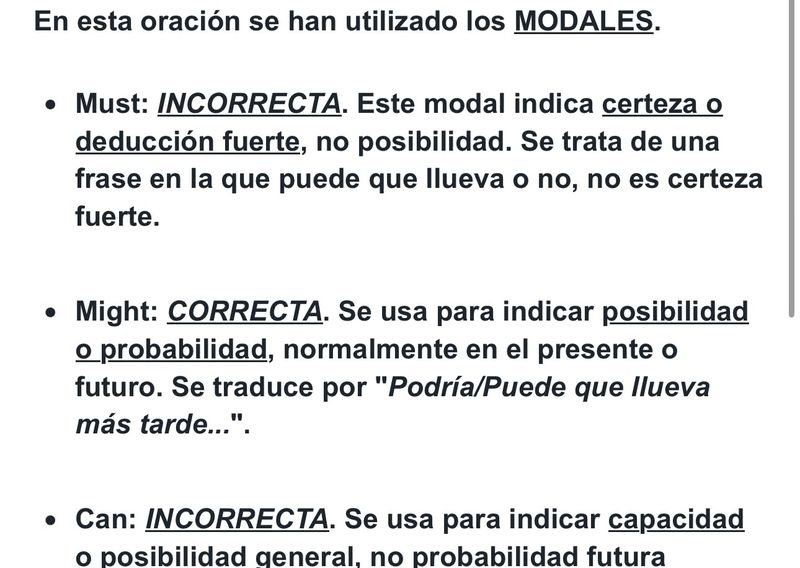 En esta oración se han utilizado los MODALES.
• Must: INCORRECTA. Este modal indica certeza o
deducción fuerte, no posibilidad. Se trata de una
frase en la que puede que llueva o no, no es certeza
fuerte.
• Might: CORRECTA. Se usa para indicar posibilidad
o probabilidad, normalmente en el presente o
futuro. Se traduce por "Podría/Puede que llueva
más tarde...".
• Can: INCORRECTA. Se usa para indicar capacidad
o posibilidad general, no probabilidad futura